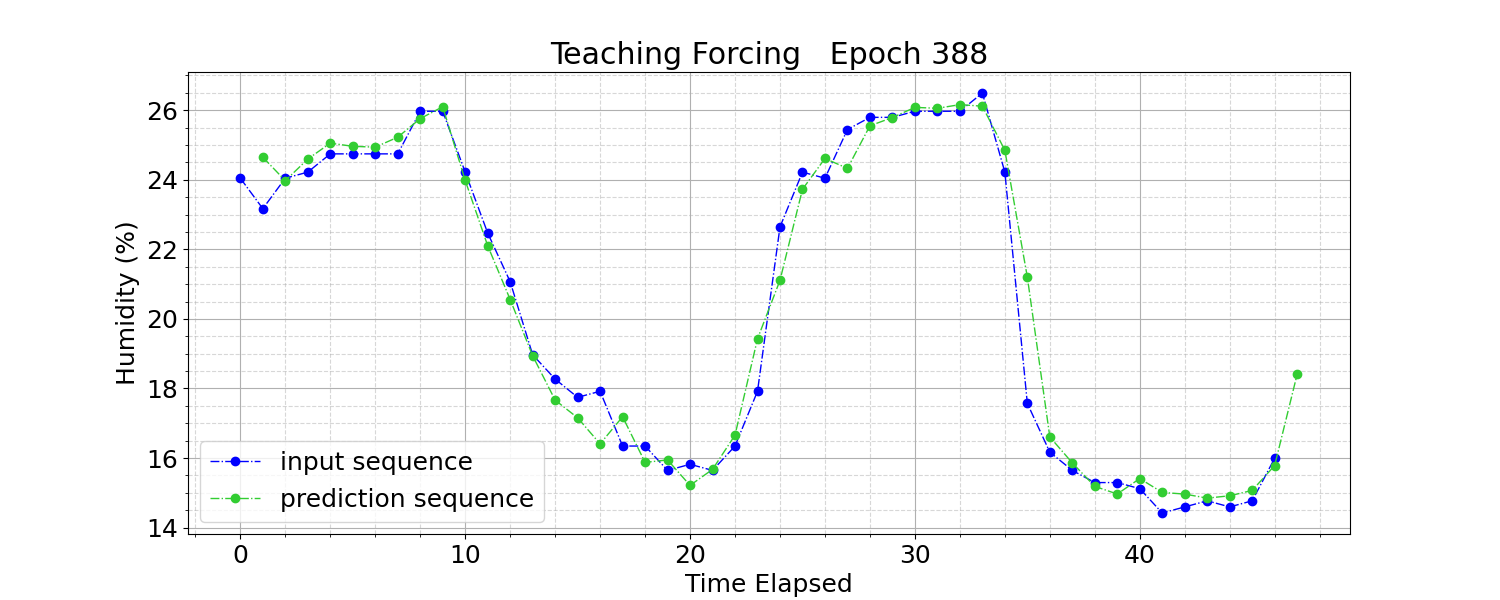 Teaching Forcing   Epoch 388
Humidity (%)
26
24
22
20
18
16
14
input sequence
prediction sequence
0 10 20 30 40
Time Elapsed